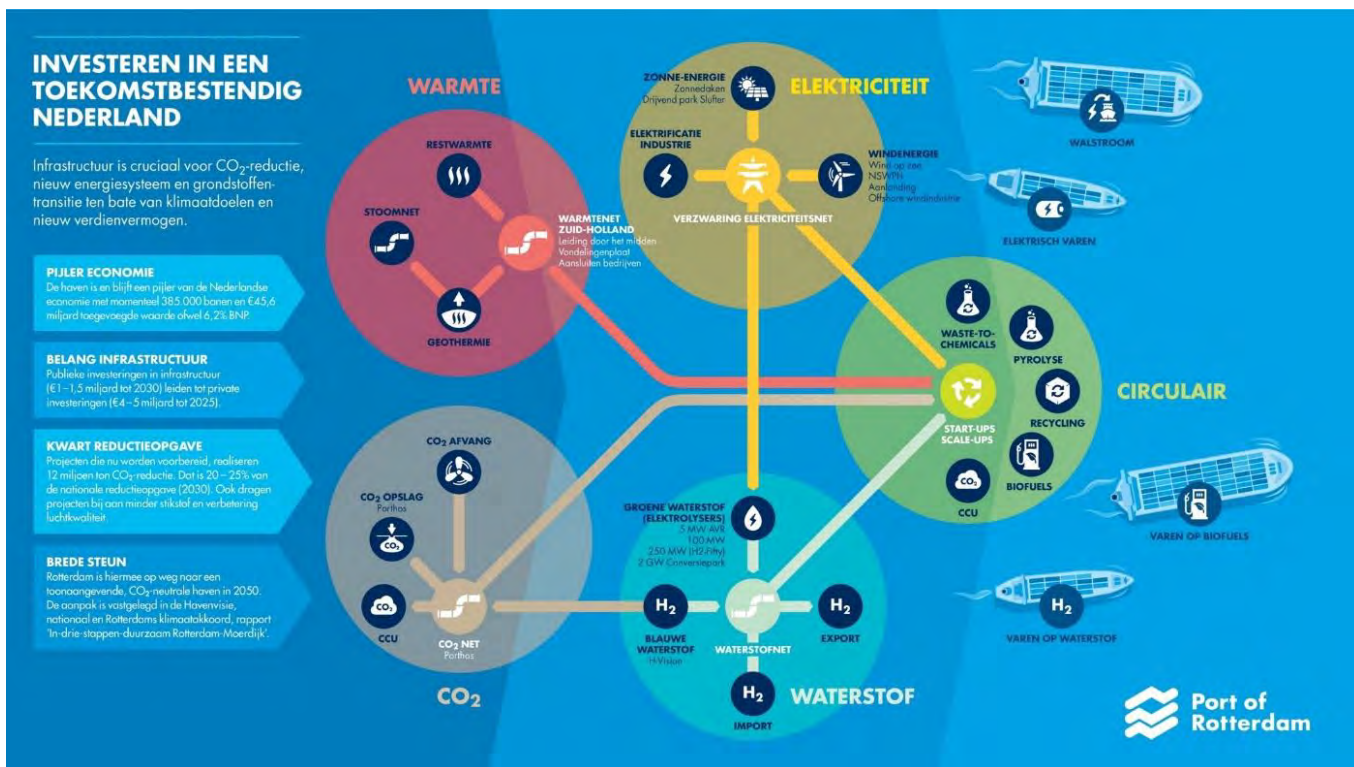 INVESTEREN IN EEN
TOEKOMSTBESTENDIG
NEDERLAND
Infrastructuur is cruciaal voor CO₂-reductie,
nieuw energiesysteem en grondstoffen-
transitie ten bate van klimaatdoelen en
nieuw verdienvermogen.
PIJLER ECONOMIE
De haven is en blijft een pijler van de Nederlandse
economie met momenteel 385.000 banen en €45,6
miljard toegevoegde waarde ofwel 6,2% BNP.
BELANG INFRASTRUCTUUR
Publieke investeringen in infrastructuur
(€1–1,5 miljard tot 2030) leiden tot private
investeringen (€4–5 miljard tot 2025).
KWART REDUCTIEOPGAVE
Projecten die nu worden voorbereid, realiseren
12 miljoen ton CO₂-reductie. Dat is 20–25% van
de nationale reductieopgave (2030). Ook dragen
projecten bij aan minder stikstof en verbetering
luchtkwaliteit.
BREDE STEUN
Rotterdam is hiermee op weg naar een
toonaangevende, CO₂-neutrale haven in 2050.
De aanpak is vastgelegd in de Havenvisie,
nationaal en Rotterdams klimaatakkoord, rapport
'In-drie-stappen-duurzaam Rotterdam-Moerdijk'.
WARMTE
RESTWARMTE
STOOMNET
WARMTENET
ZUID-HOLLAND
Leiding door het midden
Vondelingenplaat
Aansluiten bedrijven
GEOTHERMIE
ELEKTRICITEIT
ZONNE-ENERGIE
Zonnedaken
Drijvend park Slufter
ELEKTRIFICATIE
INDUSTRIE
WINDENERGIE
Wind op zee
NSWPH
Aanlanding
Offshore windindustrie
VERZWARING ELEKTRICITEITSNET
WALSTROOM
ELEKTRISCH VAREN
CIRCULAIR
WASTE-TO-
CHEMICALS
PYROLYSE
RECYCLING
START-UPS
SCALE-UPS
BIOFUELS
CO₂
CCU
VAREN OP BIOFUELS
H₂
VAREN OP WATERSTOF
CO₂ AFVANG
CO₂ OPSLAG
Porthos
CO₂
CO₂
CCU
CO₂ NET
Porthos
CO₂
GROENE WATERSTOF
(ELEKTROLYSERS)
5 MW AVR
100 MW
250 MW (H2-Fifty)
2 GW Conversiepark
H₂
BLAUWE
WATERSTOF
H-Vision
WATERSTOFNET
H₂
EXPORT
H₂
IMPORT
WATERSTOF
Port of
Rotterdam